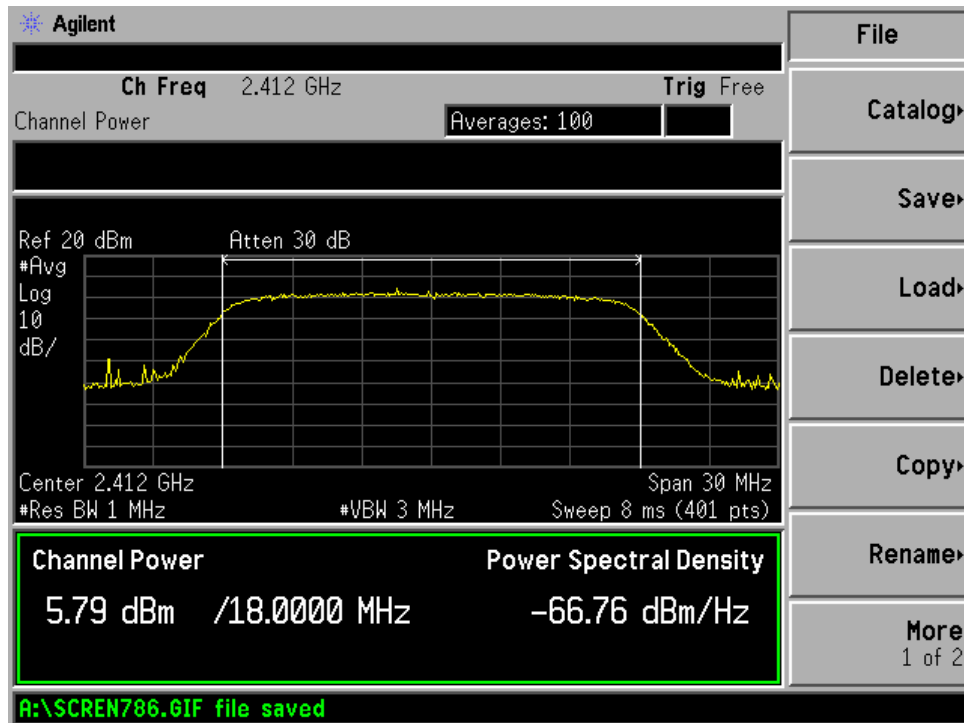 Agilent
Ch Freq 2.412 GHz Trig Free
Channel Power Averages: 100
Ref 20 dBm Atten 30 dB
#Avg
Log
10
dB/
Center 2.412 GHz Span 30 MHz
#Res BW 1 MHz #VBW 3 MHz Sweep 8 ms (401 pts)
Channel Power Power Spectral Density
5.79 dBm /18.0000 MHz -66.76 dBm/Hz
A:\SCREN786.GIF file saved
File
Catalog
Save
Load
Delete
Copy
Rename
More
1 of 2